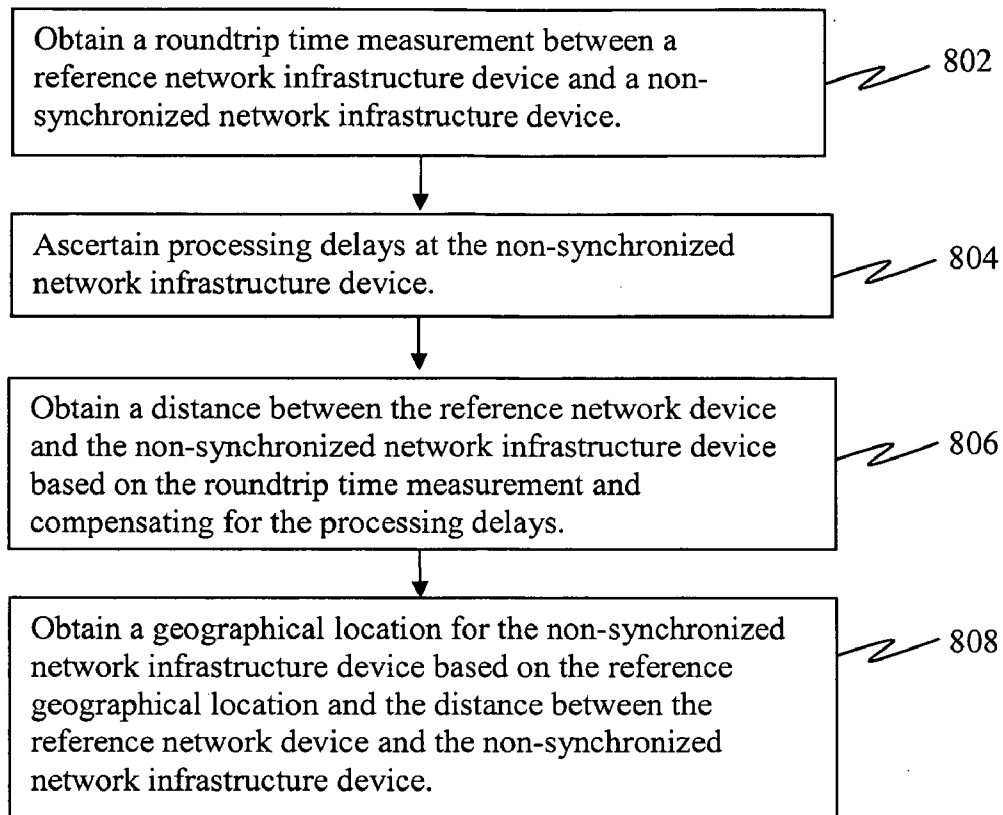 Obtain a roundtrip time measurement between a
reference network infrastructure device and a non-
synchronized network infrastructure device.
802
Ascertain processing delays at the non-synchronized
network infrastructure device.
804
Obtain a distance between the reference network device
and the non-synchronized network infrastructure device
based on the roundtrip time measurement and
compensating for the processing delays.
806
Obtain a geographical location for the non-synchronized
network infrastructure device based on the reference
geographical location and the distance between the
reference network device and the non-synchronized
network infrastructure device.
808